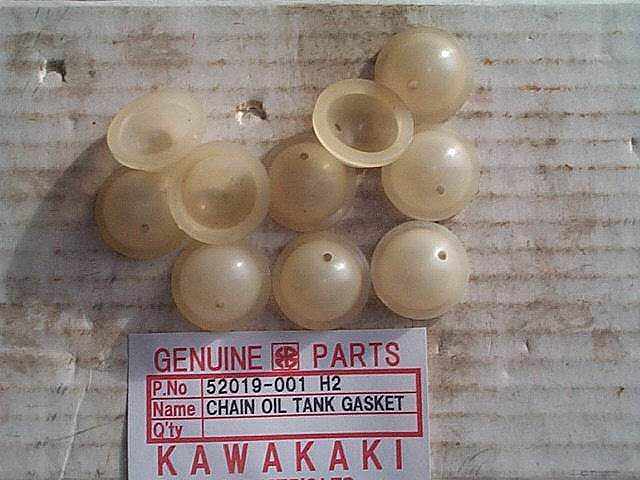 GENUINE PARTS
P.No 52019-001 H2
Name CHAIN OIL TANK GASKET
Q'ty
KAWAKAKI